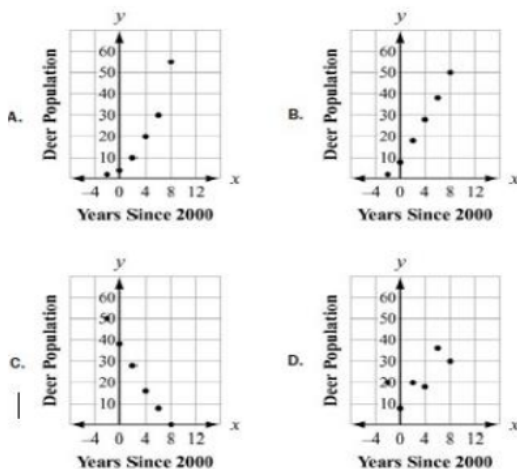 A.
y
Deer Population
60
50
40
30
20
10
-4 0 4 8 12
x
Years Since 2000
B.
y
Deer Population
60
50
40
30
20
10
-4 0 4 8 12
x
Years Since 2000
C.
y
Deer Population
60
50
40
30
20
10
-4 0 4 8 12
x
Years Since 2000
D.
y
Deer Population
60
50
40
30
20
10
-4 0 4 8 12
x
Years Since 2000